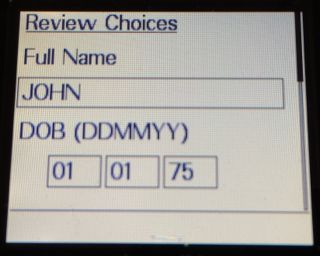 Review Choices
Full Name
JOHN
DOB (DDMMYY)
01 01 75